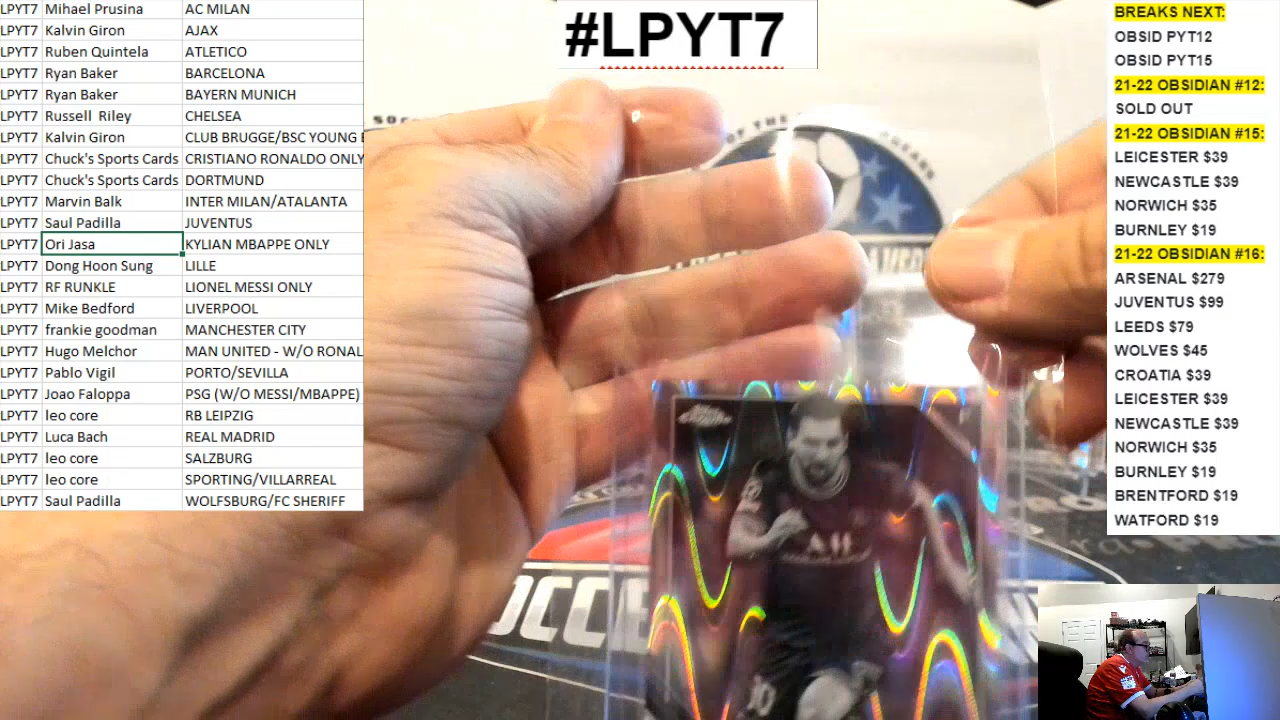 LPYT7 Mihael Prusina AC MILAN
LPYT7 Kalvin Giron AJAX
LPYT7 Ruben Quintela ATLETICO
LPYT7 Ryan Baker BARCELONA
LPYT7 Ryan Baker BAYERN MUNICH
LPYT7 Russell Riley CHELSEA
LPYT7 Kalvin Giron CLUB BRUGGE/BSC YOUNG
LPYT7 Chuck's Sports Cards CRISTIANO RONALDO ONLY
LPYT7 Chuck's Sports Cards DORTMUND
LPYT7 Marvin Balk INTER MILAN/ATALANTA
LPYT7 Saul Padilla JUVENTUS
LPYT7 Ori Jasa KYLIAN MBAPPE ONLY
LPYT7 Dong Hoon Sung LILLE
LPYT7 RF RUNKLE LIONEL MESSI ONLY
LPYT7 Mike Bedford LIVERPOOL
LPYT7 frankie goodman MANCHESTER CITY
LPYT7 Hugo Melchor MAN UNITED - W/O RONAL
LPYT7 Pablo Vigil PORTO/SEVILLA
LPYT7 Joao Faloppa PSG (W/O MESSI/MBAPPE)
LPYT7 leo core RB LEIPZIG
LPYT7 Luca Bach REAL MADRID
LPYT7 leo core SALZBURG
LPYT7 leo core SPORTING/VILLARREAL
LPYT7 Saul Padilla WOLFSBURG/FC SHERIFF
#LPYT7
BREAKS NEXT:
OBSID PYT12
OBSID PYT15
21-22 OBSIDIAN #12:
SOLD OUT
21-22 OBSIDIAN #15:
LEICESTER $39
NEWCASTLE $39
NORWICH $35
BURNLEY $19
21-22 OBSIDIAN #16:
ARSENAL $279
JUVENTUS $99
LEEDS $79
WOLVES $45
CROATIA $39
LEICESTER $39
NEWCASTLE $39
NORWICH $35
BURNLEY $19
BRENTFORD $19
WATFORD $19